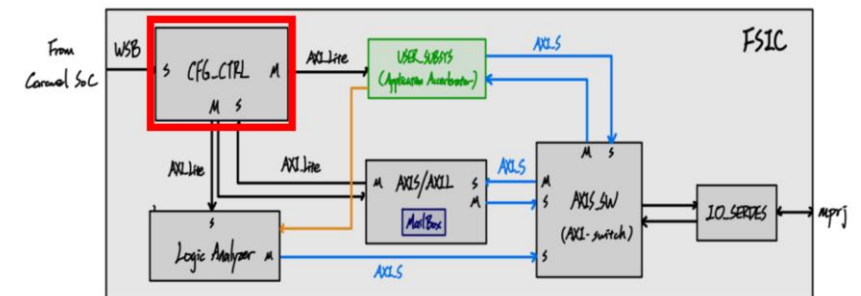 FSIC
From
Caravel SoC
WSB
S CFG_CTRL M
M S
AXI Lite
USER_SUBSYS
(Application Accelerator)
AXI.S
AXI Lite
AXI Lite
M AXIS/AXIL S
M
MailBox
AXI.S
M S
M
S AXIS_SW
(AXI-switch)
S
IO_SERDES
mprj
S
Logic Analyzer M
AXI.S